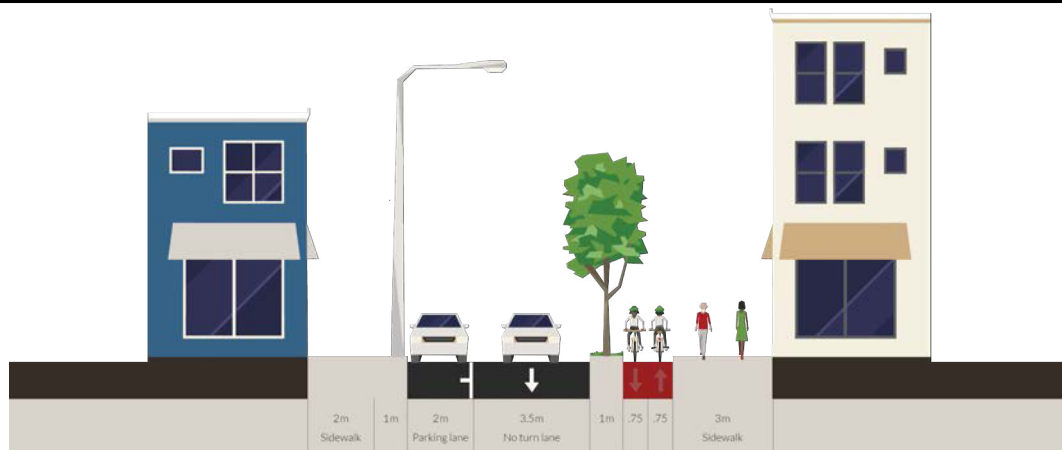 2m 1m 2m 3.5m 1m .75 .75 3m
Sidewalk Parking lane No turn lane Sidewalk